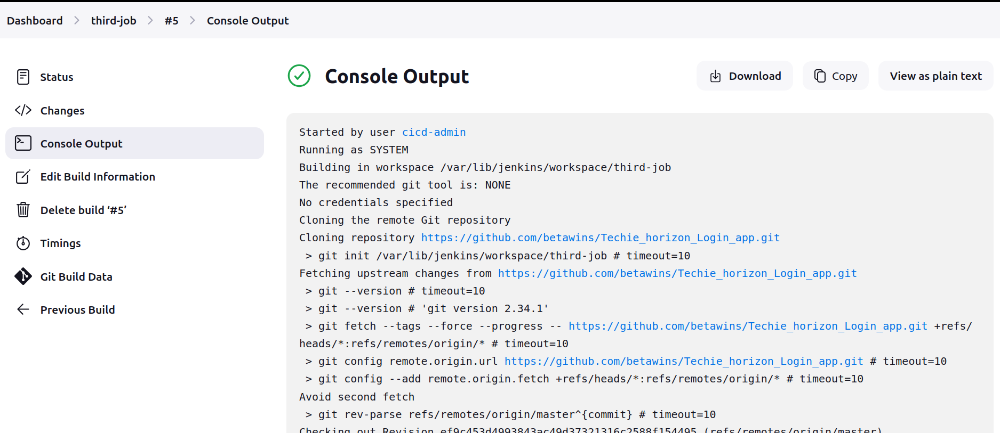 Dashboard > third-job > #5 > Console Output
Status
Changes
Console Output
Edit Build Information
Delete build ‘#5’
Timings
Git Build Data
Previous Build
Console Output
Download
Copy
View as plain text
Started by user cicd-admin
Running as SYSTEM
Building in workspace /var/lib/jenkins/workspace/third-job
The recommended git tool is: NONE
No credentials specified
Cloning the remote Git repository
Cloning repository https://github.com/betawins/Techie_horizon_Login_app.git
 > git init /var/lib/jenkins/workspace/third-job # timeout=10
Fetching upstream changes from https://github.com/betawins/Techie_horizon_Login_app.git
 > git --version # timeout=10
 > git --version # 'git version 2.34.1'
 > git fetch --tags --force --progress -- https://github.com/betawins/Techie_horizon_Login_app.git +refs/
heads/*:refs/remotes/origin/* # timeout=10
 > git config remote.origin.url https://github.com/betawins/Techie_horizon_Login_app.git # timeout=10
 > git config --add remote.origin.fetch +refs/heads/*:refs/remotes/origin/* # timeout=10
Avoid second fetch
 > git rev-parse refs/remotes/origin/master^{commit} # timeout=10
Checking out Revision ef9c453d4993843ac49d37321316c2588f154495 (refs/remotes/origin/master)